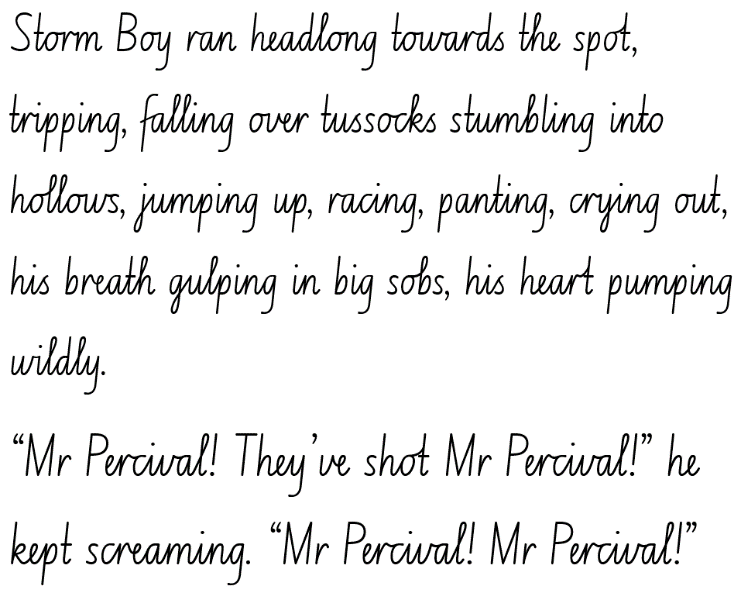 Storm Boy ran headlong towards the spot,
tripping, falling over tussocks stumbling into
hollows, jumping up, racing, panting, crying out,
his breath gulping in big sobs, his heart pumping
wildly.
“Mr Percival! They’ve shot Mr Percival!” he
kept screaming. “Mr Percival! Mr Percival!”